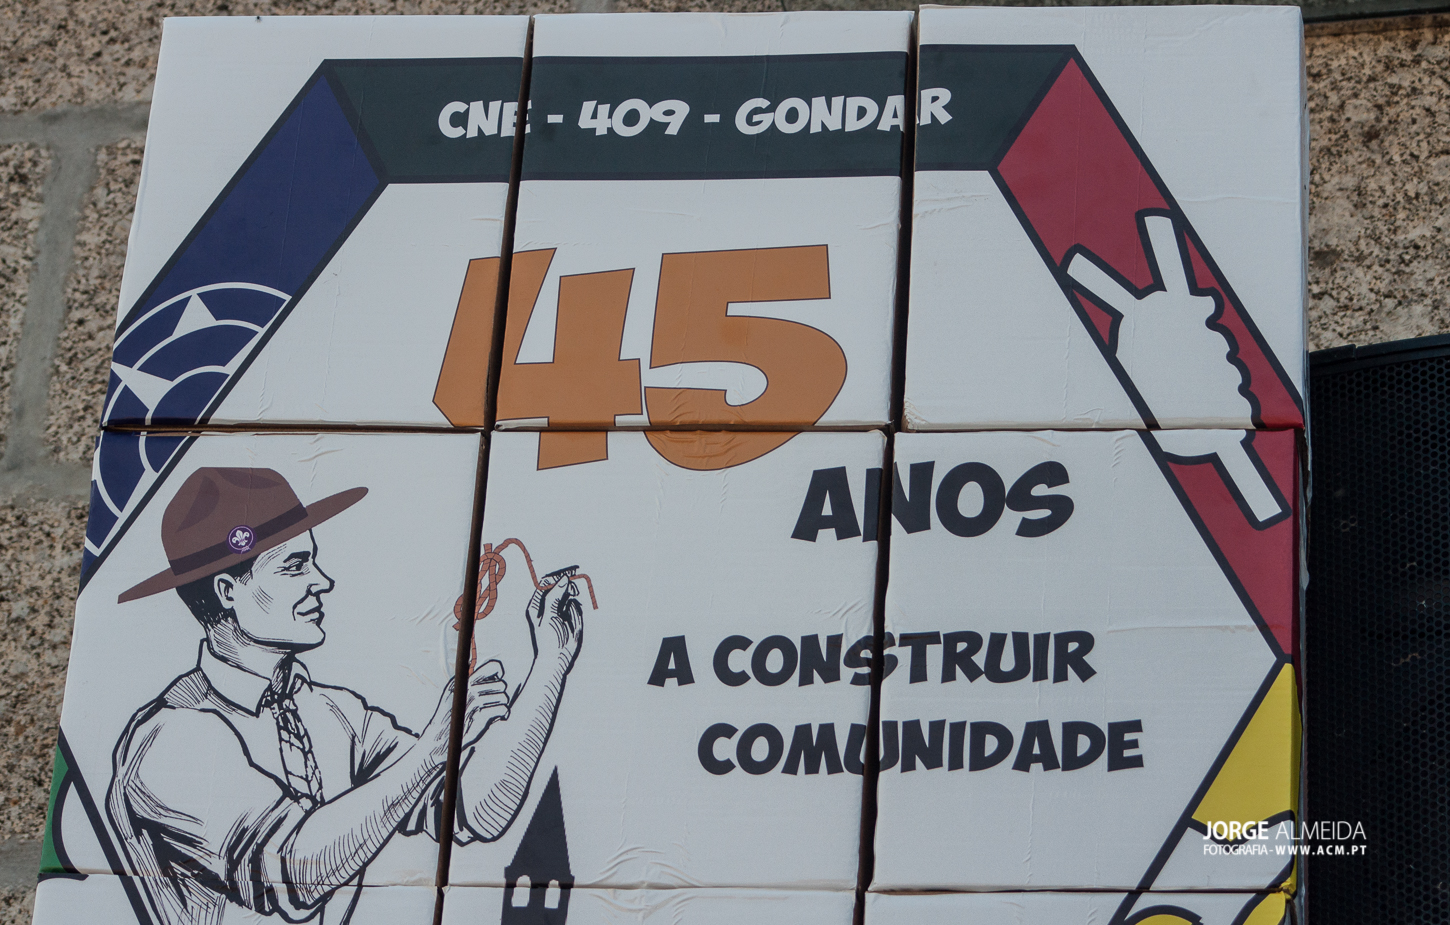 CNE - 409 - GONDAR
45
ANOS
A CONSTRUIR
COMUNIDADE
JORGE ALMEIDA
FOTOGRAFIA - WWW.ACM.PT